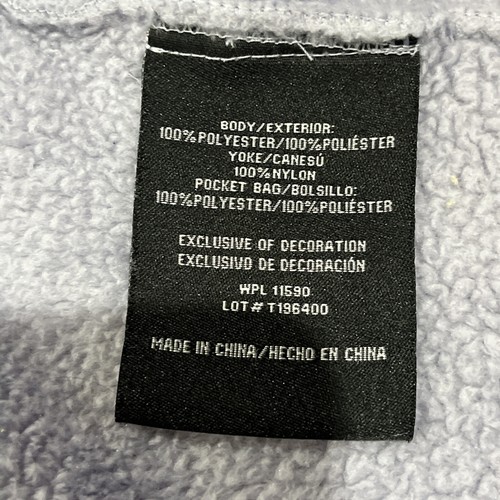 BODY/EXTERIOR:
100%POLYESTER/100%POLIÉSTER
YOKE/CANESÚ
100%NYLON
POCKET BAG/BOLSILLO:
100%POLYESTER/100%POLIÉSTER
EXCLUSIVE OF DECORATION
EXCLUSIVO DE DECORACIÓN
WPL 11590
LOT# T196400
MADE IN CHINA/HECHO EN CHINA